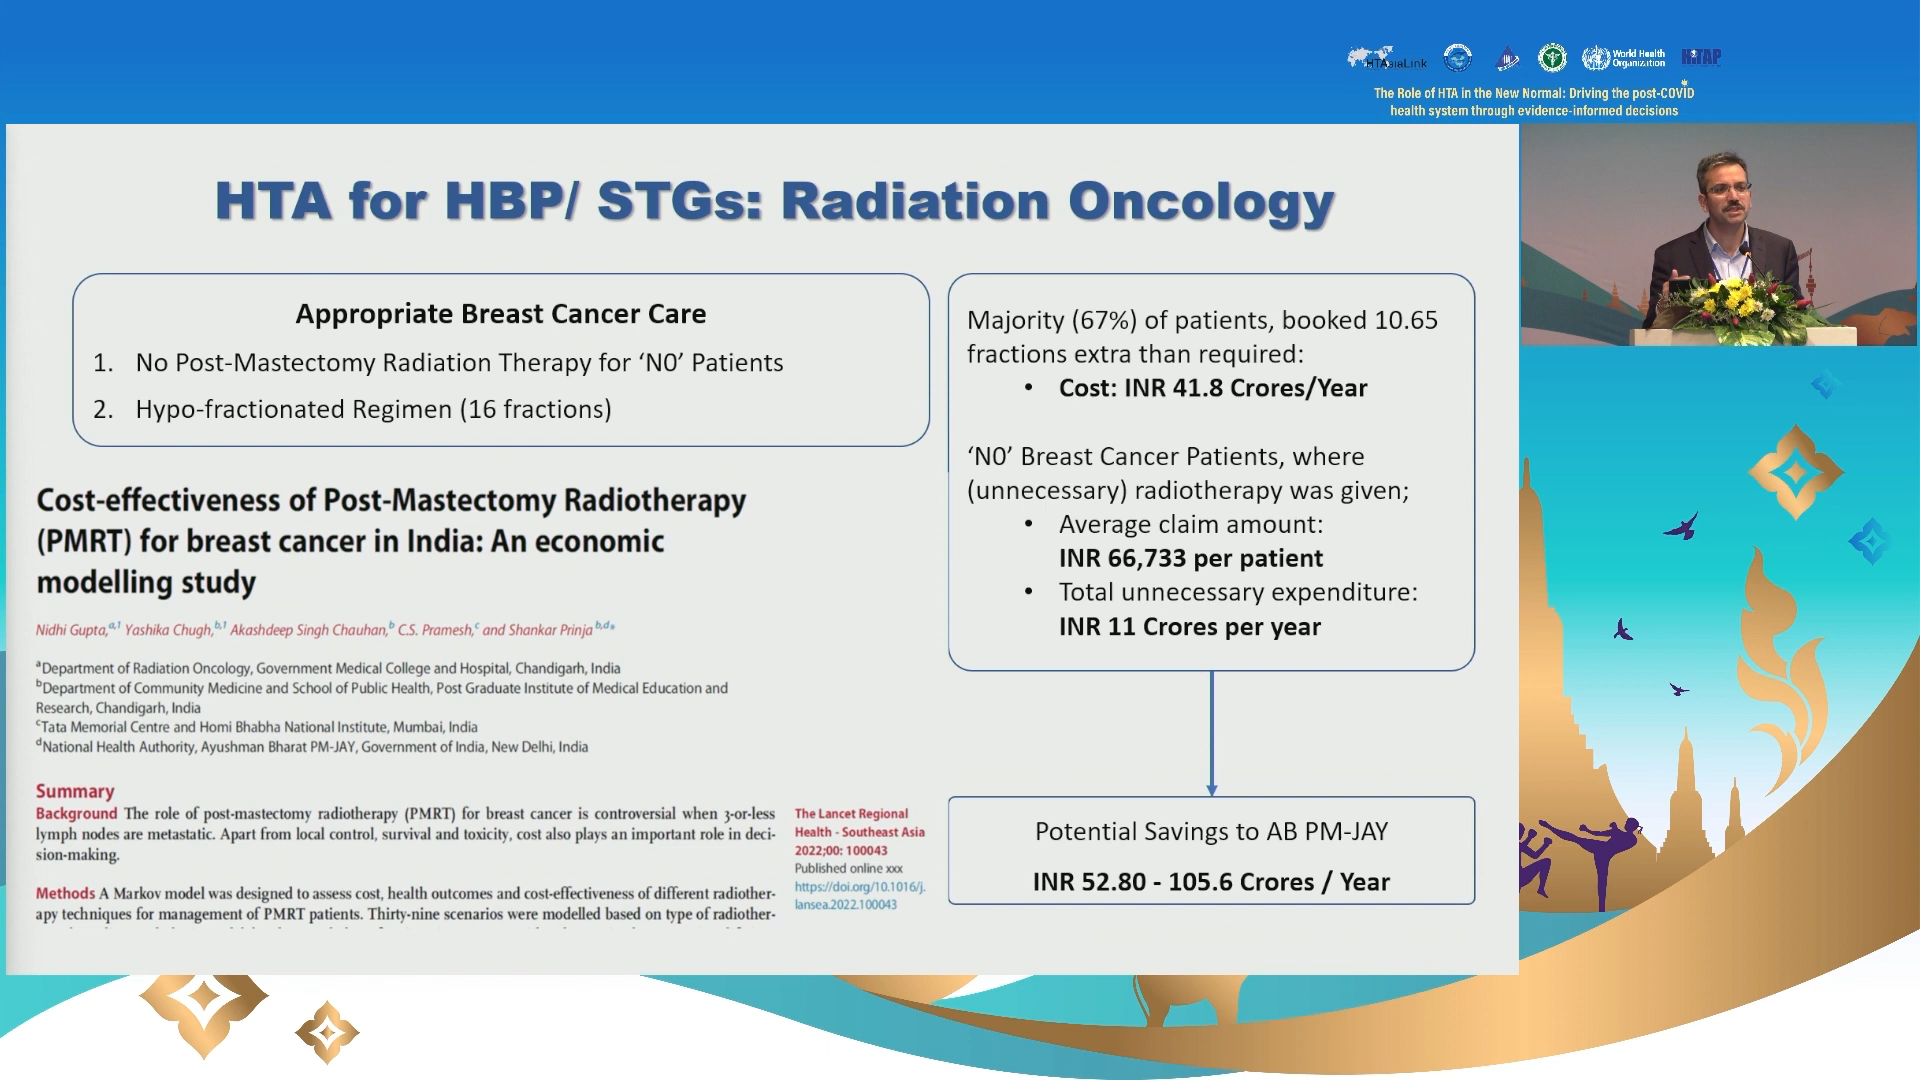 HTAsiaLink
World Health
Organization
HITAP
The Role of HTA in the New Normal: Driving the post-COVID
health system through evidence-informed decisions
HTA for HBP/ STGs: Radiation Oncology
Appropriate Breast Cancer Care
1. No Post-Mastectomy Radiation Therapy for ‘N0’ Patients
2. Hypo-fractionated Regimen (16 fractions)
Cost-effectiveness of Post-Mastectomy Radiotherapy
(PMRT) for breast cancer in India: An economic
modelling study
Nidhi Gupta,a,1 Yashika Chugh,b,1 Akashdeep Singh Chauhan,b C.S. Pramesh,c and Shankar Prinja b,d*
aDepartment of Radiation Oncology, Government Medical College and Hospital, Chandigarh, India
bDepartment of Community Medicine and School of Public Health, Post Graduate Institute of Medical Education and
Research, Chandigarh, India
cTata Memorial Centre and Homi Bhabha National Institute, Mumbai, India
dNational Health Authority, Ayushman Bharat PM-JAY, Government of India, New Delhi, India
Summary
Background The role of post-mastectomy radiotherapy (PMRT) for breast cancer is controversial when 3-or-less
lymph nodes are metastatic. Apart from local control, survival and toxicity, cost also plays an important role in deci-
sion-making.
Methods A Markov model was designed to assess cost, health outcomes and cost-effectiveness of different radiother-
apy techniques for management of PMRT patients. Thirty-nine scenarios were modelled based on type of radiother-
The Lancet Regional
Health - Southeast Asia
2022;00: 100043
Published online xxx
https://doi.org/10.1016/j.
lansea.2022.100043
Majority (67%) of patients, booked 10.65
fractions extra than required:
• Cost: INR 41.8 Crores/Year
‘N0’ Breast Cancer Patients, where
(unnecessary) radiotherapy was given;
• Average claim amount:
INR 66,733 per patient
• Total unnecessary expenditure:
INR 11 Crores per year
Potential Savings to AB PM-JAY
INR 52.80 - 105.6 Crores / Year